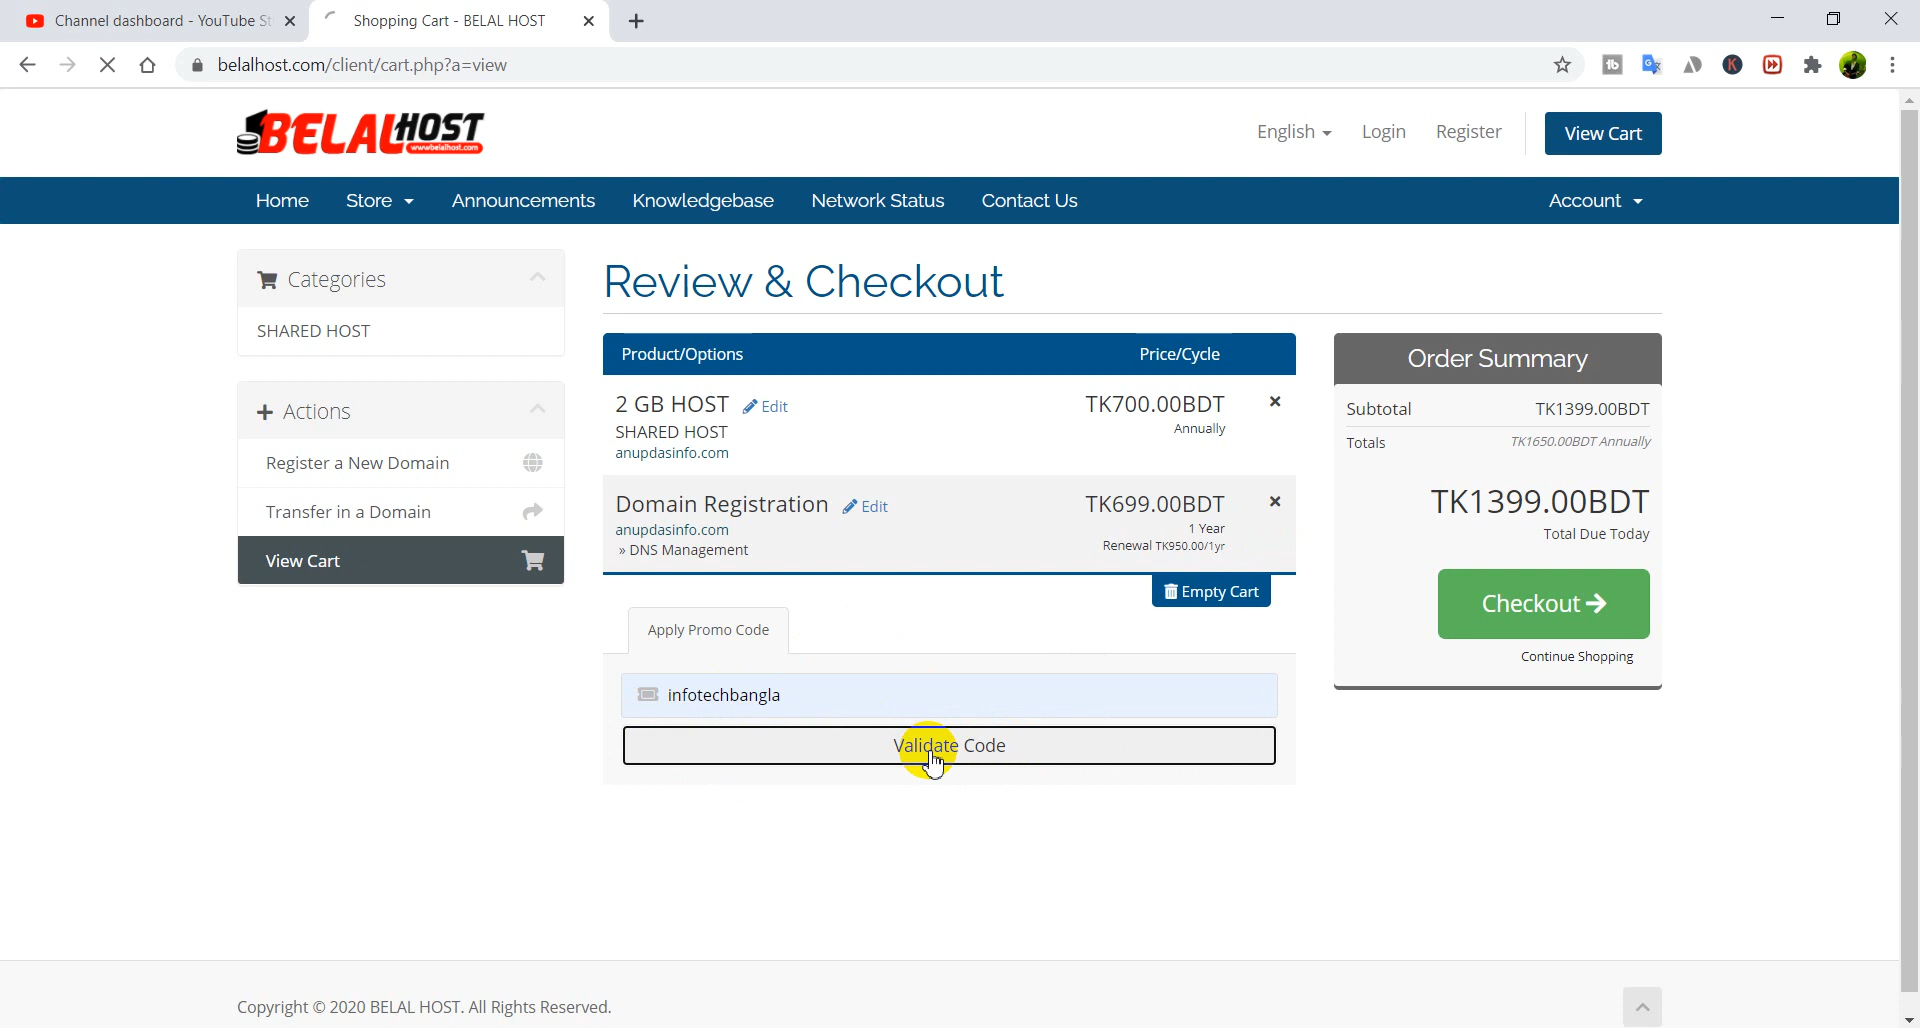 Channel dashboard - YouTube St
Shopping Cart - BELAL HOST
belalhost.com/client/cart.php?a=view
BELALHOST
www.belalhost.com
English
Login
Register
View Cart
Home
Store
Announcements
Knowledgebase
Network Status
Contact Us
Account
Categories
SHARED HOST
Actions
Register a New Domain
Transfer in a Domain
View Cart
Review & Checkout
Product/Options
Price/Cycle
2 GB HOST
Edit
TK700.00BDT
SHARED HOST
Annually
anupdasinfo.com
Domain Registration
Edit
TK699.00BDT
anupdasinfo.com
1 Year
» DNS Management
Renewal TK950.00/1yr
Empty Cart
Apply Promo Code
infotechbangla
Validate Code
Order Summary
Subtotal
TK1399.00BDT
Totals
TK1650.00BDT Annually
TK1399.00BDT
Total Due Today
Checkout
Continue Shopping
Copyright © 2020 BELAL HOST. All Rights Reserved.